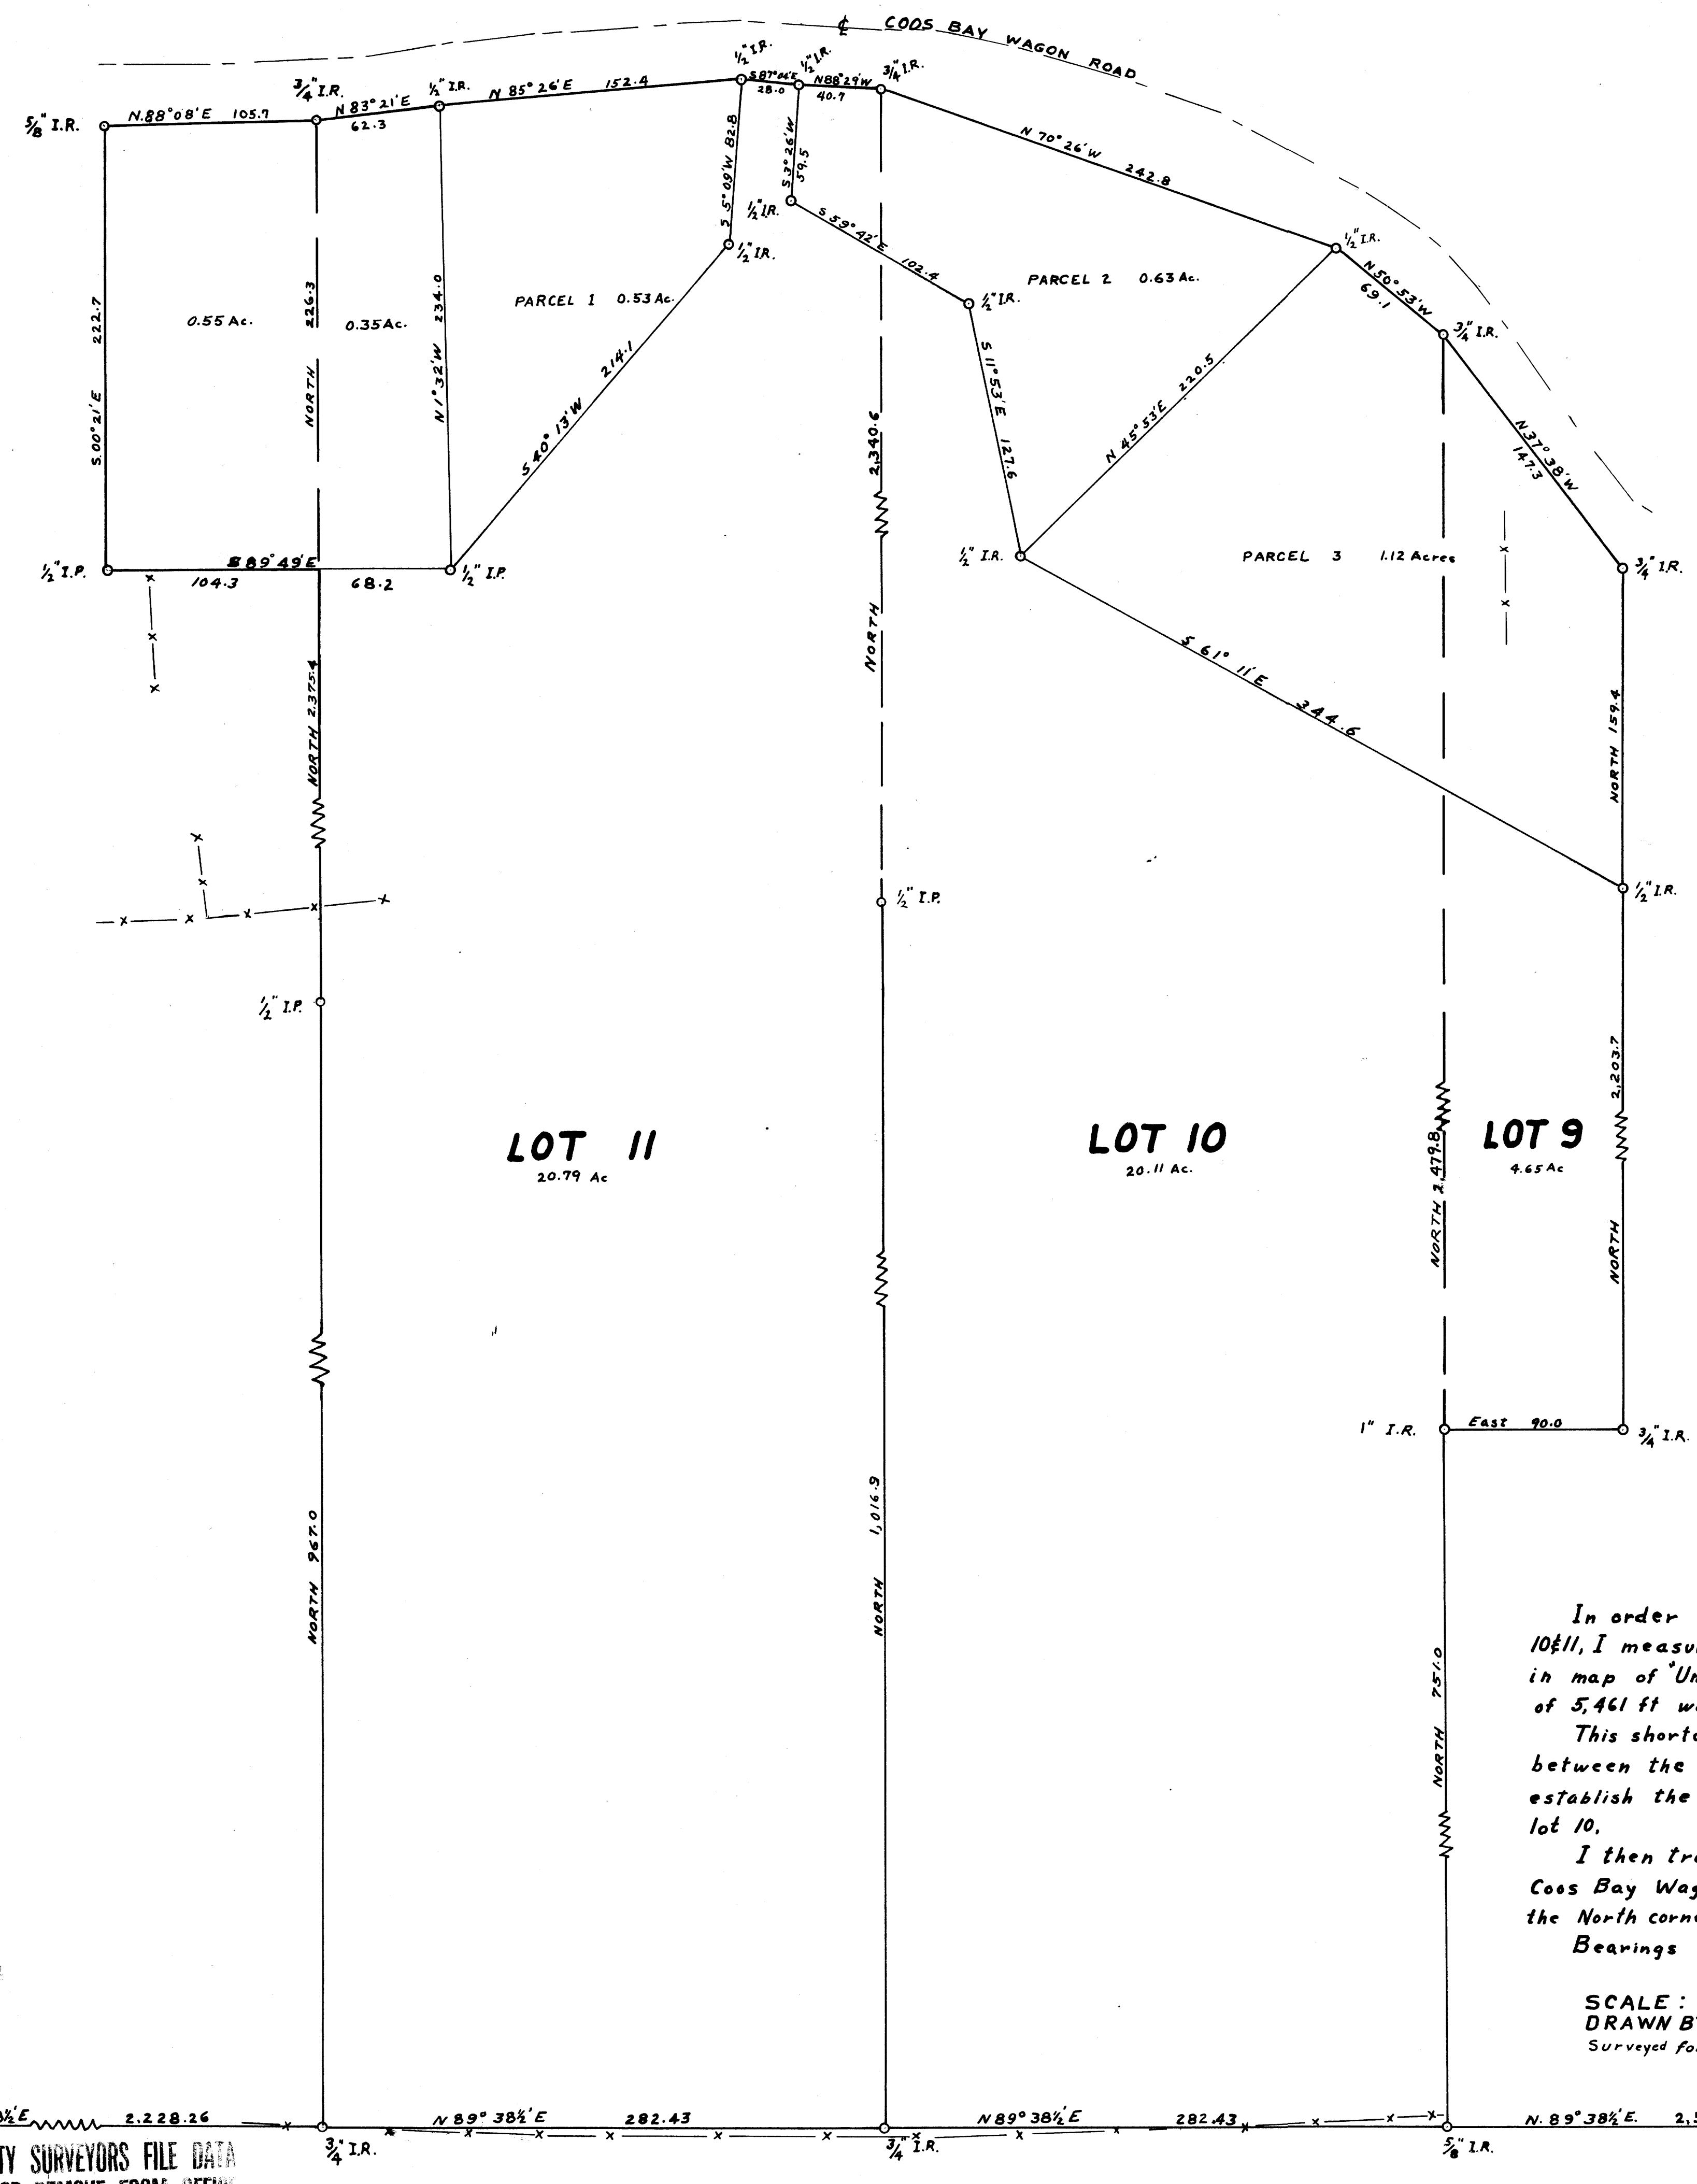 ℄ COOS BAY WAGON ROAD
5/8" I.R.
N.88°08'E 105.7
3/4" I.R.
N 83°21'E
62.3
1/2" I.R.
N 85°26'E 152.4
1/2" I.R.
S 87°04'E
28.0
1/2" I.R.
N88°29'W
40.7
3/4" I.R.
N 70°26'W 242.8
S 5°09'W 82.8
S 3°26'W
59.5
1/2" I.R.
1/2" I.R.
S 59°42'E 102.4
1/2" I.R.
1/2" I.R.
N 50°53'W
69.1
3/4" I.R.
S.00°21'E 222.7
0.55 Ac.
NORTH 226.3
0.35 Ac.
N 1°32'W 234.0
PARCEL 1 0.53 Ac.
S 40°13'W 214.1
PARCEL 2 0.63 Ac.
S 11°53'E 127.6
N 45°53'E 220.5
N.37°38'W
147.3
NORTH 2,340.6
1/2" I.R.
PARCEL 3 1.12 Acres
3/4" I.R.
1/2" I.P.
S 89°49'E
104.3
68.2
1/2" I.P.
S 61° 11'E 344.6
NORTH 159.4
NORTH 2.375.4
1/2" I.P.
1/2" I.R.
1/2" I.P.
LOT 11
20.79 Ac
LOT 10
20.11 Ac.
LOT 9
4.65 Ac
NORTH 2,479.8
NORTH 2,203.7
1" I.R.
East 90.0
3/4" I.R.
NORTH 967.0
NORTH 1,016.9
NORTH 751.0
In order
10&11, I measu
in map of "Un
of 5,461 ft w
This short
between the
establish the
lot 10.
I then tr
Coos Bay Wag
the North corn
Bearings
SCALE:
DRAWN B
Surveyed fo
½'E 2,228.26
N 89° 38½'E 282.43
N 89° 38½'E 282.43
N. 89° 38½'E. 2,
3/4" I.R.
3/4" I.R.
5/8" I.R.
TY SURVEYORS FILE DATA
REMOVE FROM OFFICE